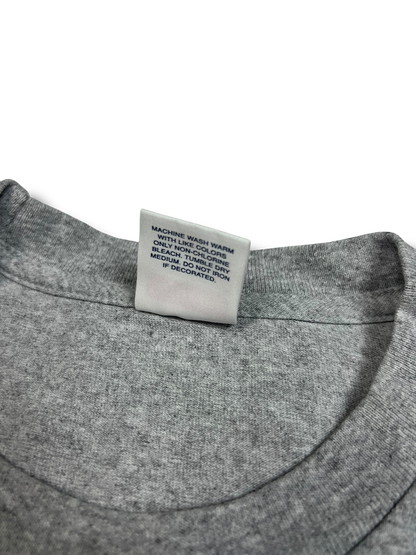 MACHINE WASH WARM
WITH LIKE COLORS
ONLY NON-CHLORINE
BLEACH. TUMBLE DRY
MEDIUM. DO NOT IRON
IF DECORATED.